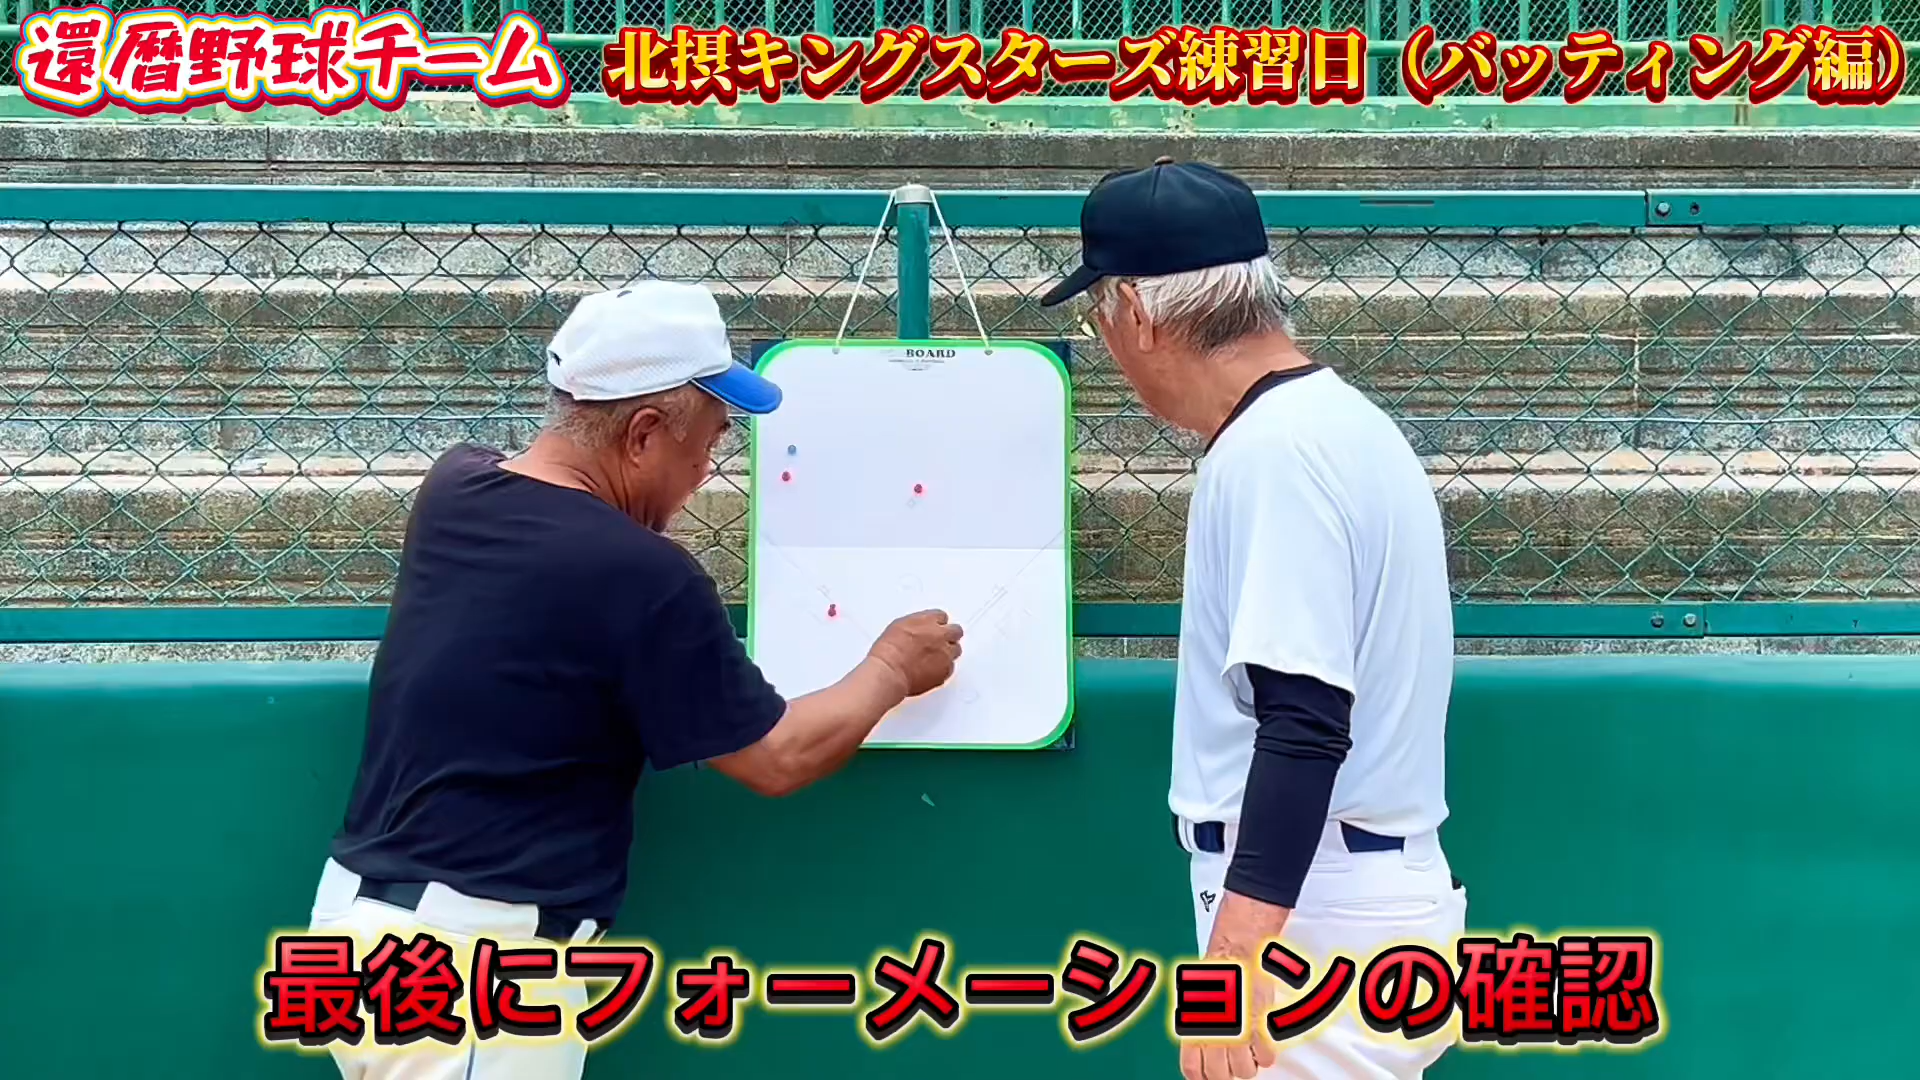 還暦野球チーム 北摂キングスターズ練習日（バッティング編）
BOARD
最後にフォーメーションの確認